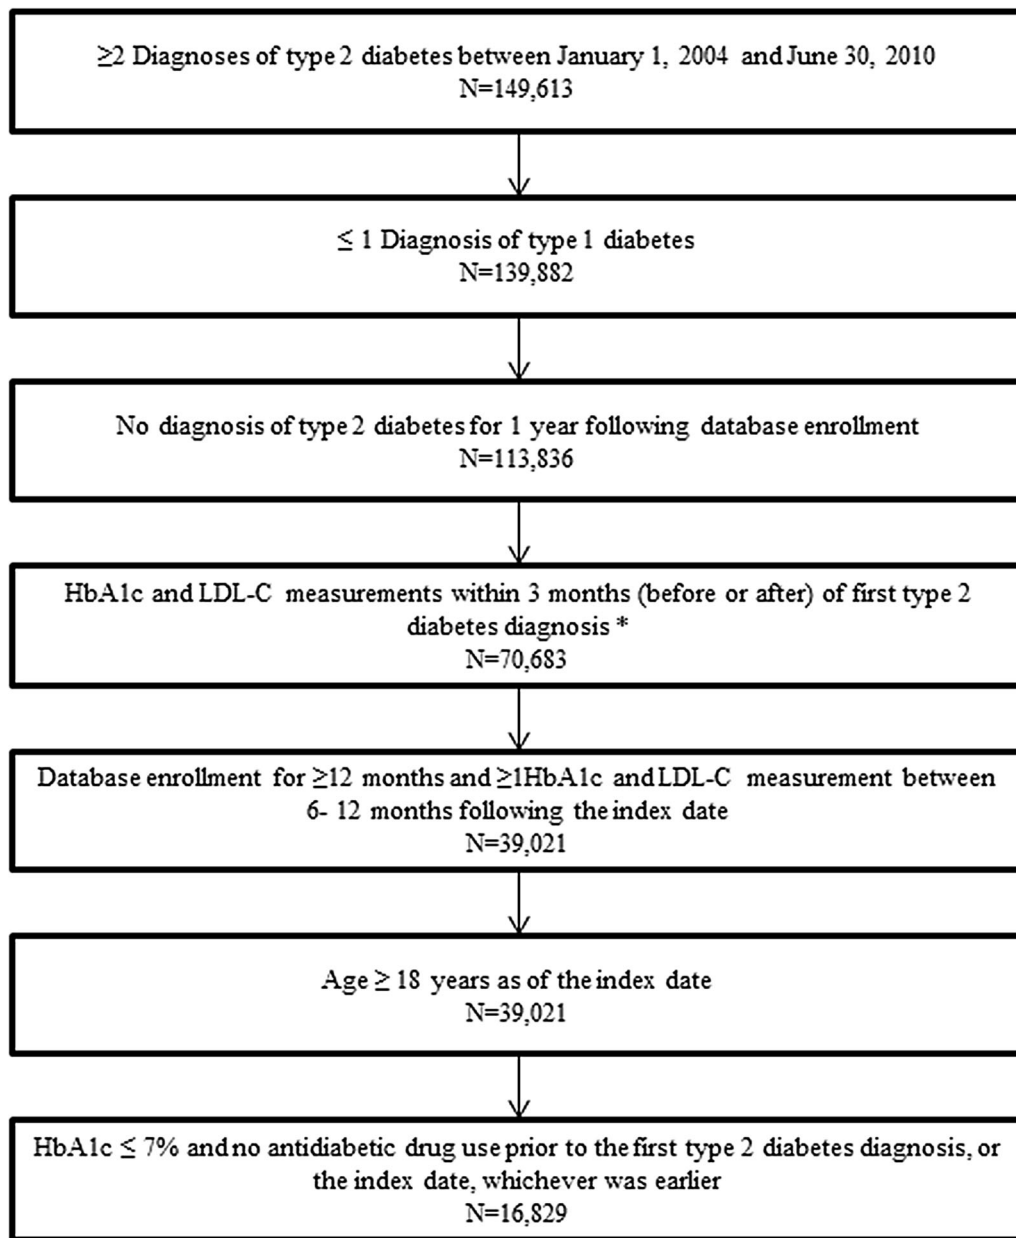 ≥2 Diagnoses of type 2 diabetes between January 1, 2004 and June 30, 2010
N=149,613
≤ 1 Diagnosis of type 1 diabetes
N=139,882
No diagnosis of type 2 diabetes for 1 year following database enrollment
N=113,836
HbA1c and LDL-C measurements within 3 months (before or after) of first type 2
diabetes diagnosis *
N=70,683
Database enrollment for ≥12 months and ≥1HbA1c and LDL-C measurement between
6- 12 months following the index date
N=39,021
Age ≥ 18 years as of the index date
N=39,021
HbA1c ≤ 7% and no antidiabetic drug use prior to the first type 2 diabetes diagnosis, or
the index date, whichever was earlier
N=16,829